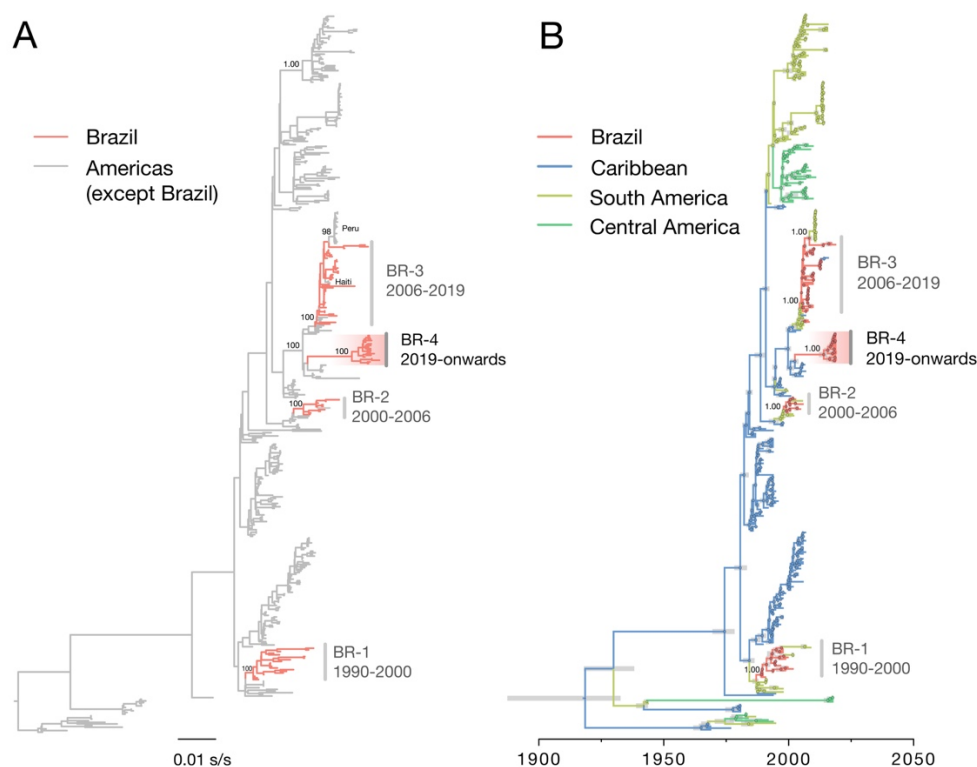 A
Brazil
Americas
(except Brazil)
1.00
98
Peru
Haiti
BR-3
2006-2019
100
100
100
BR-4
2019-onwards
100
BR-2
2000-2006
100
BR-1
1990-2000
0.01 s/s
B
Brazil
Caribbean
South America
Central America
1.00
BR-3
2006-2019
1.00
1.00
BR-4
2019-onwards
1.00
BR-2
2000-2006
1.00
BR-1
1990-2000
1900
1950
2000
2050